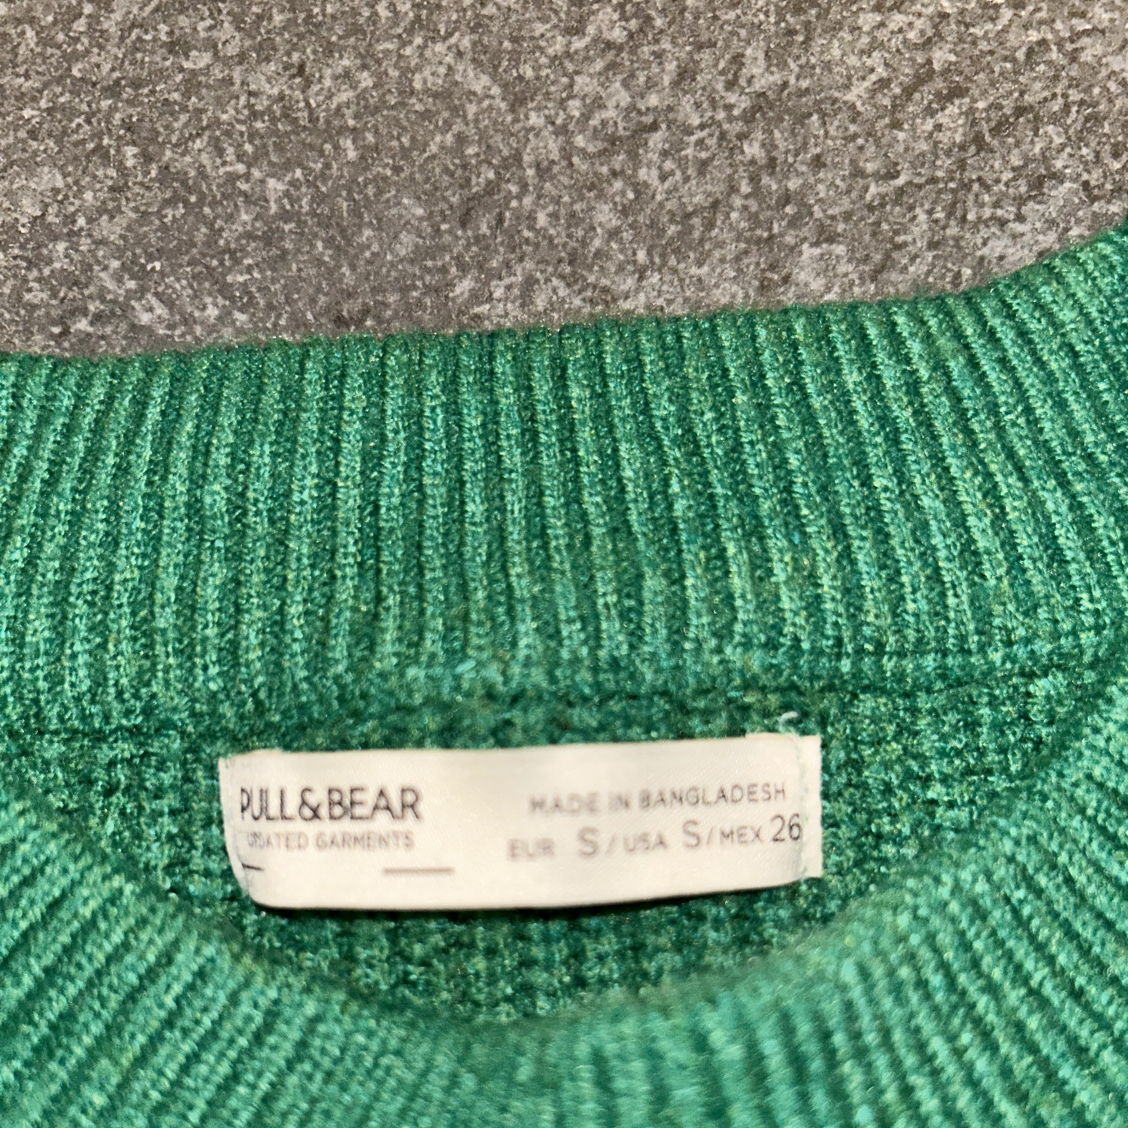 PULL&BEAR
UPDATED GARMENTS
MADE IN BANGLADESH
EUR S/USA S/MEX 26